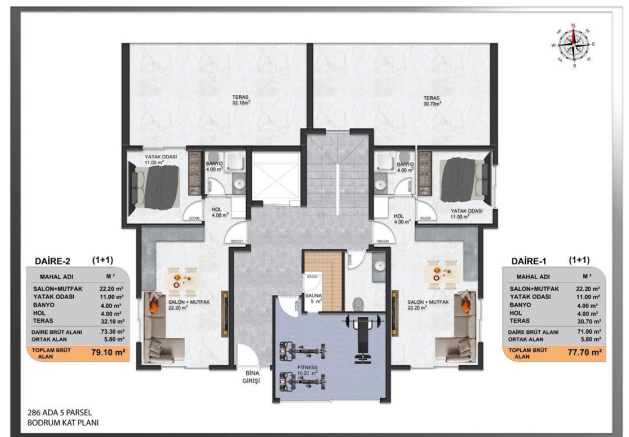 N
W
E
S
TERAS
32.10m²
TERAS
30.70m²
YATAK ODASI
11.00 m²
BANYO
4.00 m²
BANYO
4.00 m²
YATAK ODASI
11.00 m²
HOL
4.00 m²
HOL
4.00 m²
SALON + MUTFAK
22.20 m²
SALON + MUTFAK
22.20 m²
SAUNA
5 m²
FITNESS
BİNA
GİRİŞİ
DAİRE-2 (1+1)
MAHAL ADI M²
SALON+MUTFAK 22.20 m²
YATAK ODASI 11.00 m²
BANYO 4.00 m²
HOL 4.00 m²
TERAS 32.10 m²
DAİRE BRÜT ALANI 73.30 m²
ORTAK ALAN 5.80 m²
TOPLAM BRÜT
ALAN 79.10 m²
DAİRE-1 (1+1)
MAHAL ADI M²
SALON+MUTFAK 22.20 m²
YATAK ODASI 11.00 m²
BANYO 4.00 m²
HOL 4.00 m²
TERAS 30.70 m²
DAİRE BRÜT ALANI 71.90 m²
ORTAK ALAN 5.80 m²
TOPLAM BRÜT
ALAN 77.70 m²
286 ADA 5 PARSEL
BODRUM KAT PLANI